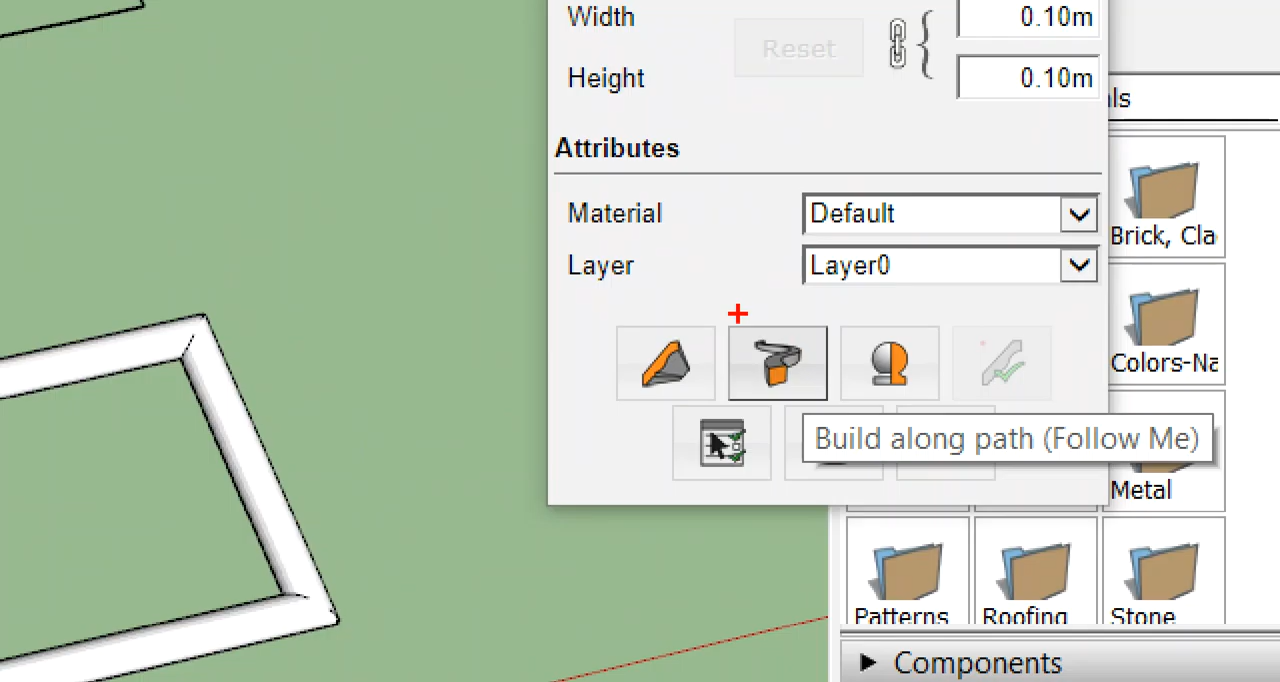 Width
0.10m
Reset
Height
0.10m
ls
Attributes
Material
Default
Brick, Cla
Layer
Layer0
Colors-Na
Build along path (Follow Me)
Metal
Patterns
Roofing
Stone
Components